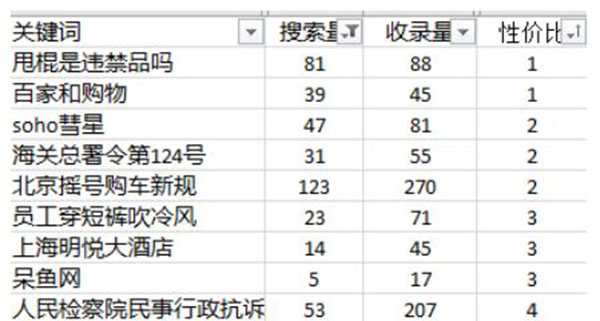 关键词 搜索量 收录量 性价比
甩棍是违禁品吗 81 88 1
百家和购物 39 45 1
soho彗星 47 81 2
海关总署令第124号 31 55 2
北京摇号购车新规 123 270 2
员工穿短裤吹冷风 23 71 3
上海明悦大酒店 14 45 3
呆鱼网 5 17 3
人民检察院民事行政抗诉 53 207 4